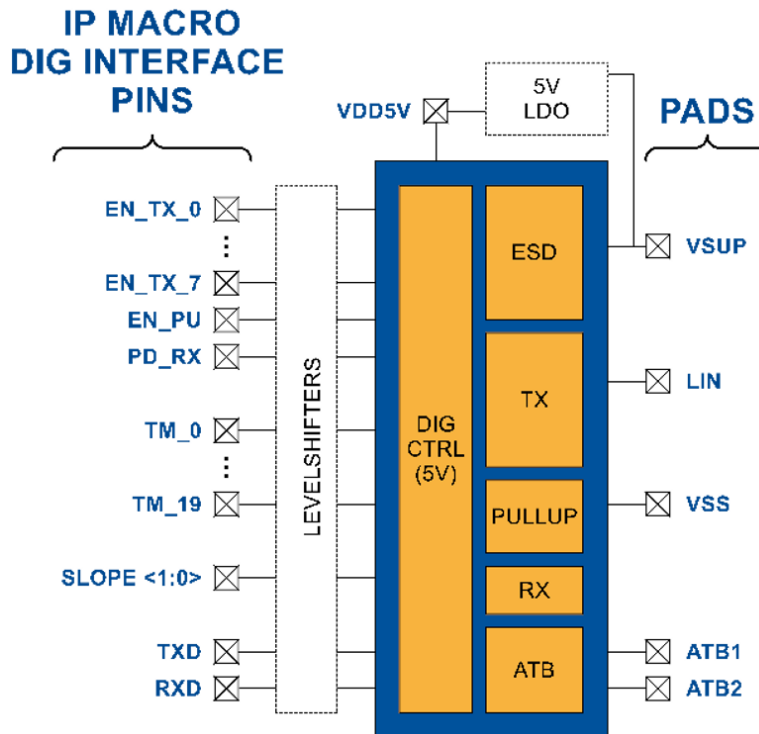 IP MACRO
DIG INTERFACE
PINS
VDD5V
5V
LDO
PADS
EN_TX_0
⋮
EN_TX_7
EN_PU
PD_RX
TM_0
⋮
TM_19
SLOPE <1:0>
TXD
RXD
LEVELSHIFTERS
DIG
CTRL
(5V)
ESD
TX
PULLUP
RX
ATB
VSUP
LIN
VSS
ATB1
ATB2